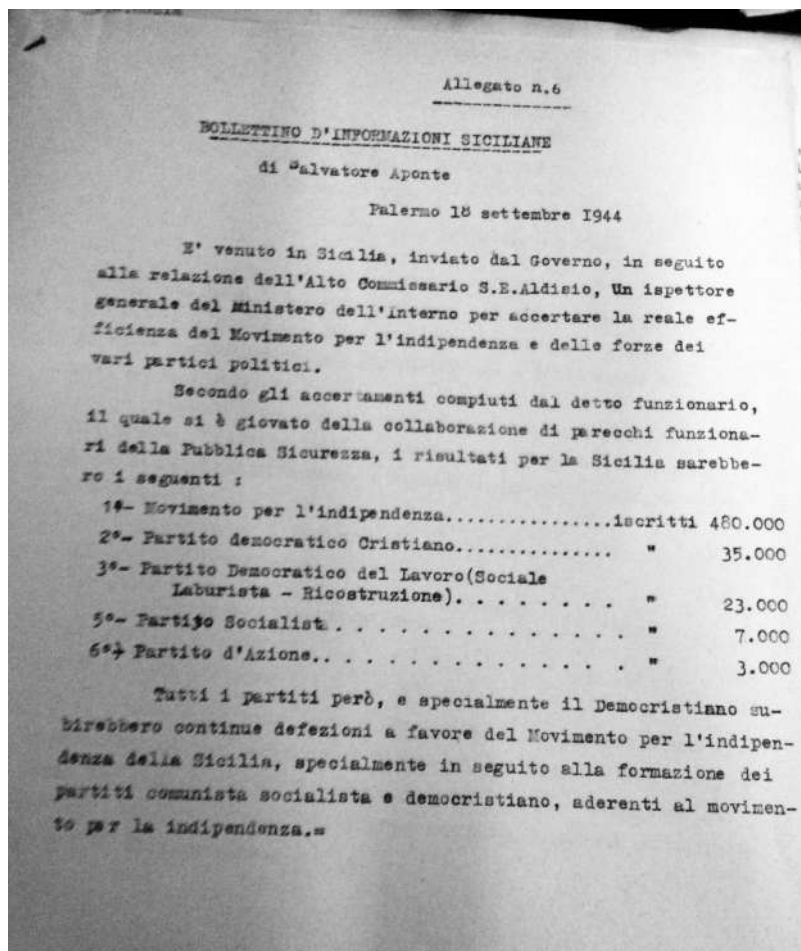 Allegato n.6
BOLLETTINO D'INFORMAZIONI SICILIANE
di Salvatore Aponte
Palermo 18 settembre I944
E' venuto in Sicilia, inviato dal Governo, in seguito
alla relazione dell'Alto Commissario S.E.Aldisio, Un ispettore
generale del Ministero dell'Interno per accertare la reale ef-
ficienza del Movimento per l'indipendenza e delle forze dei
vari partici politici.
Secondo gli accertamenti compiuti dal detto funzionario,
il quale si è giovato della collaborazione di parecchi funziona-
ri della Pubblica Sicurezza, i risultati per la Sicilia sarebbe-
ro i seguenti :
1°- Movimento per l'indipendenza................iscritti 480.000
2°- Partito democratico Cristiano............... " 35.000
3°- Partito Democratico del Lavoro(Sociale
Laburista - Ricostruzione). . . . . . . . " 23.000
5°- Partito Socialista. . . . . . . . . . . . . . . " 7.000
6°- Partito d'Azione.. . . . . . . . . . . . . . . " 3.000
Tutti i partiti però, e specialmente il Democristiano su-
birebbero continue defezioni a favore del Movimento per l'indipen-
denza della Sicilia, specialmente in seguito alla formazione dei
partiti comunista socialista e democristiano, aderenti al movimen-
to per la indipendenza.=